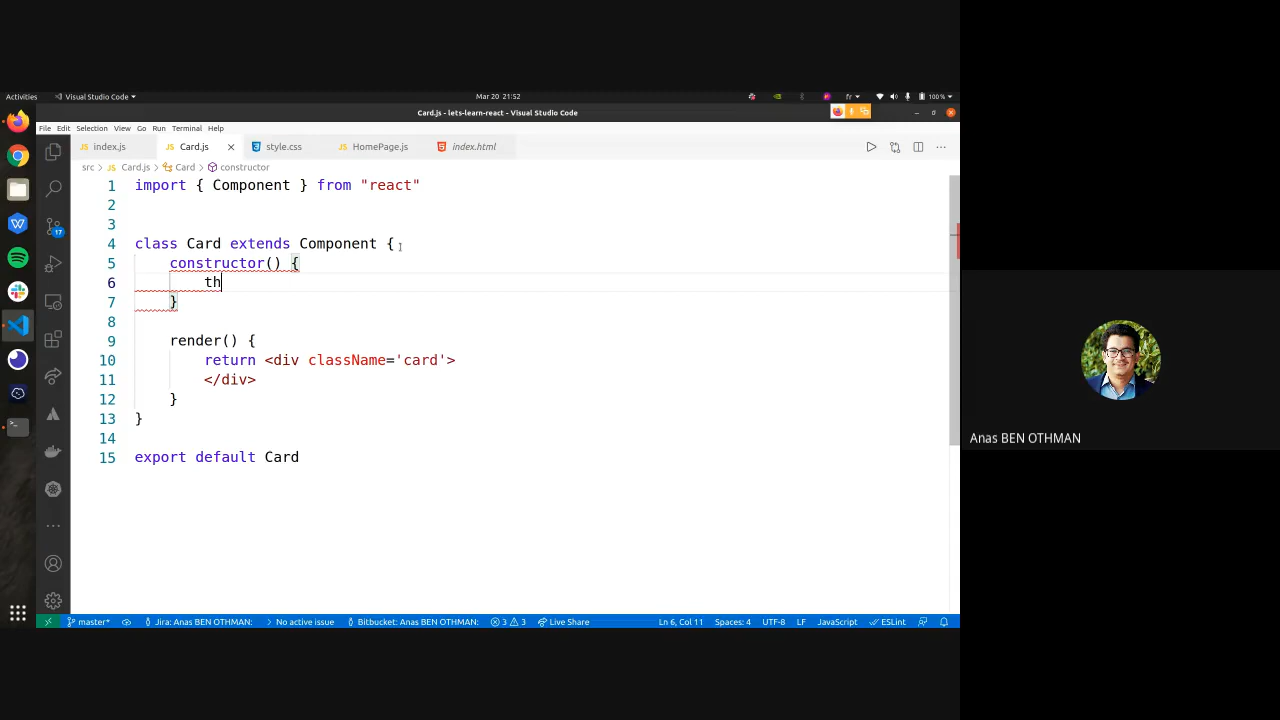 Activities
Visual Studio Code
Mar 20 21:52
fr
100%
Card.js - lets-learn-react - Visual Studio Code
File Edit Selection View Go Run Terminal Help
index.js
Card.js
style.css
HomePage.js
index.html
src > Card.js > Card > constructor
1 import { Component } from "react"
2
3
4 class Card extends Component {
5 constructor() {
6 th
7 }
8
9 render() {
10 return <div className='card'>
11 </div>
12 }
13 }
14
15 export default Card
17
Anas BEN OTHMAN
master* Jira: Anas BEN OTHMAN: No active issue Bitbucket: Anas BEN OTHMAN: 3 3 Live Share Ln 6, Col 11 Spaces: 4 UTF-8 LF JavaScript ESLint